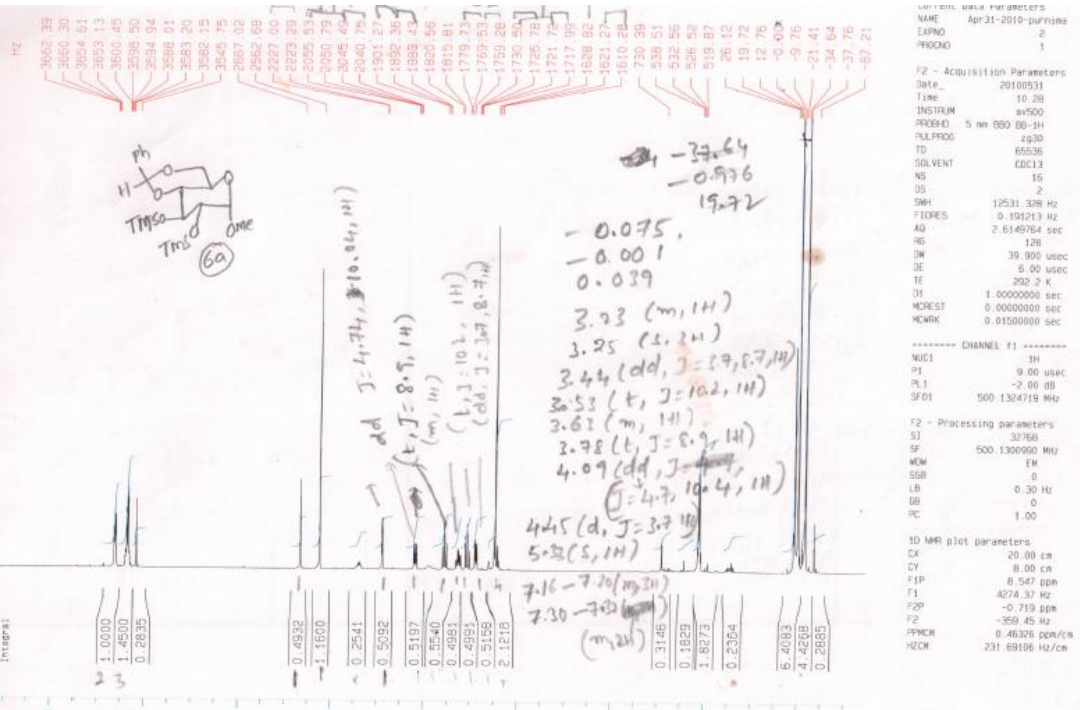 Hz
3662.39
3660.30
3654.61
3653.13
3600.45
3598.50
3594.94
3588.01
3583.20
3582.15
3545.75
2667.02
2562.68
2227.00
2223.29
2055.53
2050.79
2045.49
2040.75
1901.27
1892.36
1883.43
1820.56
1815.81
1779.73
1769.53
1759.28
1730.50
1725.78
1721.72
1717.99
1628.82
1621.27
1610.28
730.39
538.51
532.56
526.52
519.87
26.12
19.72
12.78
-0.60
-9.76
-21.41
-34.64
-37.76
-87.21
Ph
H
O
O
O
TMSO
TMS
O
OMe
6a
dd J=4.74, 10.04, 1H)
(t, J=8.9, 1H)
(m, 1H)
(t, J=10.2, 1H)
(dd, J=3.7, 8.7, 1H)
-37.64
-0.976
19.72
- 0.075,
- 0.001
0.039
3.23 (m, 1H)
3.25 (s, 3H)
3.44 (dd, J=3.7, 8.7, 1H)
3.53 (t, J=10.2, 1H)
3.63 (m, 1H)
3.78 (t, J=8.9, 1H)
4.09 (dd, J=
(J=4.7, 10.4, 1H)
4.45 (d, J=3.7 1H)
5.32 (s, 1H)
7.16-7.20 (m, 3H)
7.30-7.32
(m, 2H)
Integral
1.0000
1.4500
0.2835
0.4932
1.1600
0.2541
0.5092
0.5197
0.5540
0.4981
0.4991
0.5158
2.1218
0.3146
0.1829
1.8273
0.2354
6.4083
4.4268
0.2885
2 3
Current Data Parameters
NAME Apr31-2010-purnima
EXPNO 2
PROCNO 1
F2 - Acquisition Parameters
Date_ 20100531
Time 10.28
INSTRUM av500
PROBHD 5 mm BBO BB-1H
PULPROG zg30
TD 65536
SOLVENT CDCl3
NS 16
DS 2
SWH 12531.328 Hz
FIDRES 0.191213 Hz
AQ 2.6149764 sec
RG 128
DW 39.900 usec
DE 6.00 usec
TE 292.2 K
D1 1.00000000 sec
MCREST 0.00000000 sec
MCWRK 0.01500000 sec
======== CHANNEL f1 ========
NUC1 1H
P1 9.00 usec
PL1 -2.00 dB
SFO1 500.1324719 MHz
F2 - Processing parameters
SI 32768
SF 500.1300990 MHz
WDW EM
SSB 0
LB 0.30 Hz
GB 0
PC 1.00
1D NMR plot parameters
CX 20.00 cm
CY 8.00 cm
F1P 8.547 ppm
F1 4274.37 Hz
F2P -0.719 ppm
F2 -359.45 Hz
PPMCM 0.46326 ppm/cm
HZCM 231.69106 Hz/cm